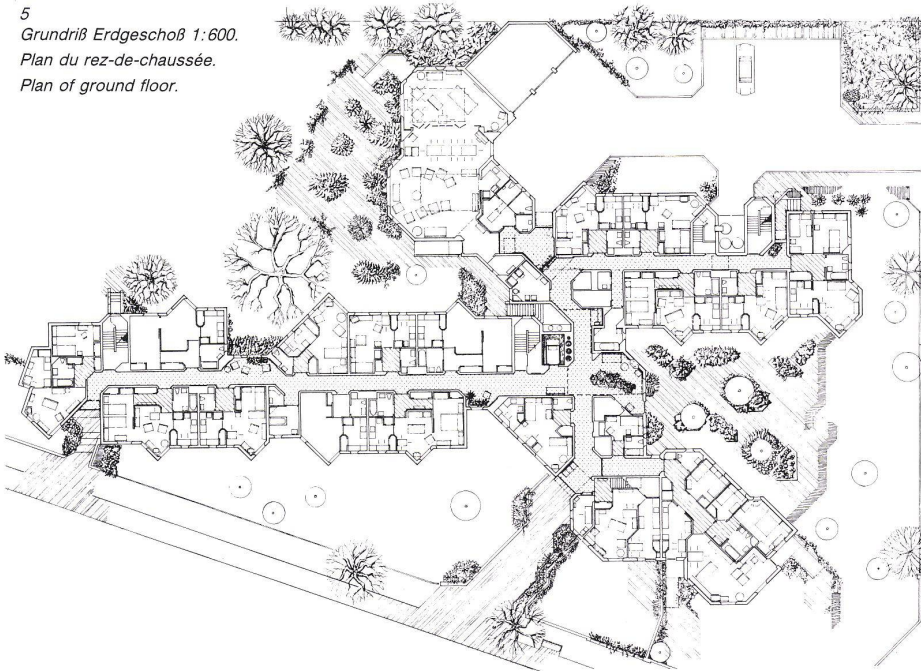 5
Grundriß Erdgeschoß 1:600.
Plan du rez-de-chaussée.
Plan of ground floor.